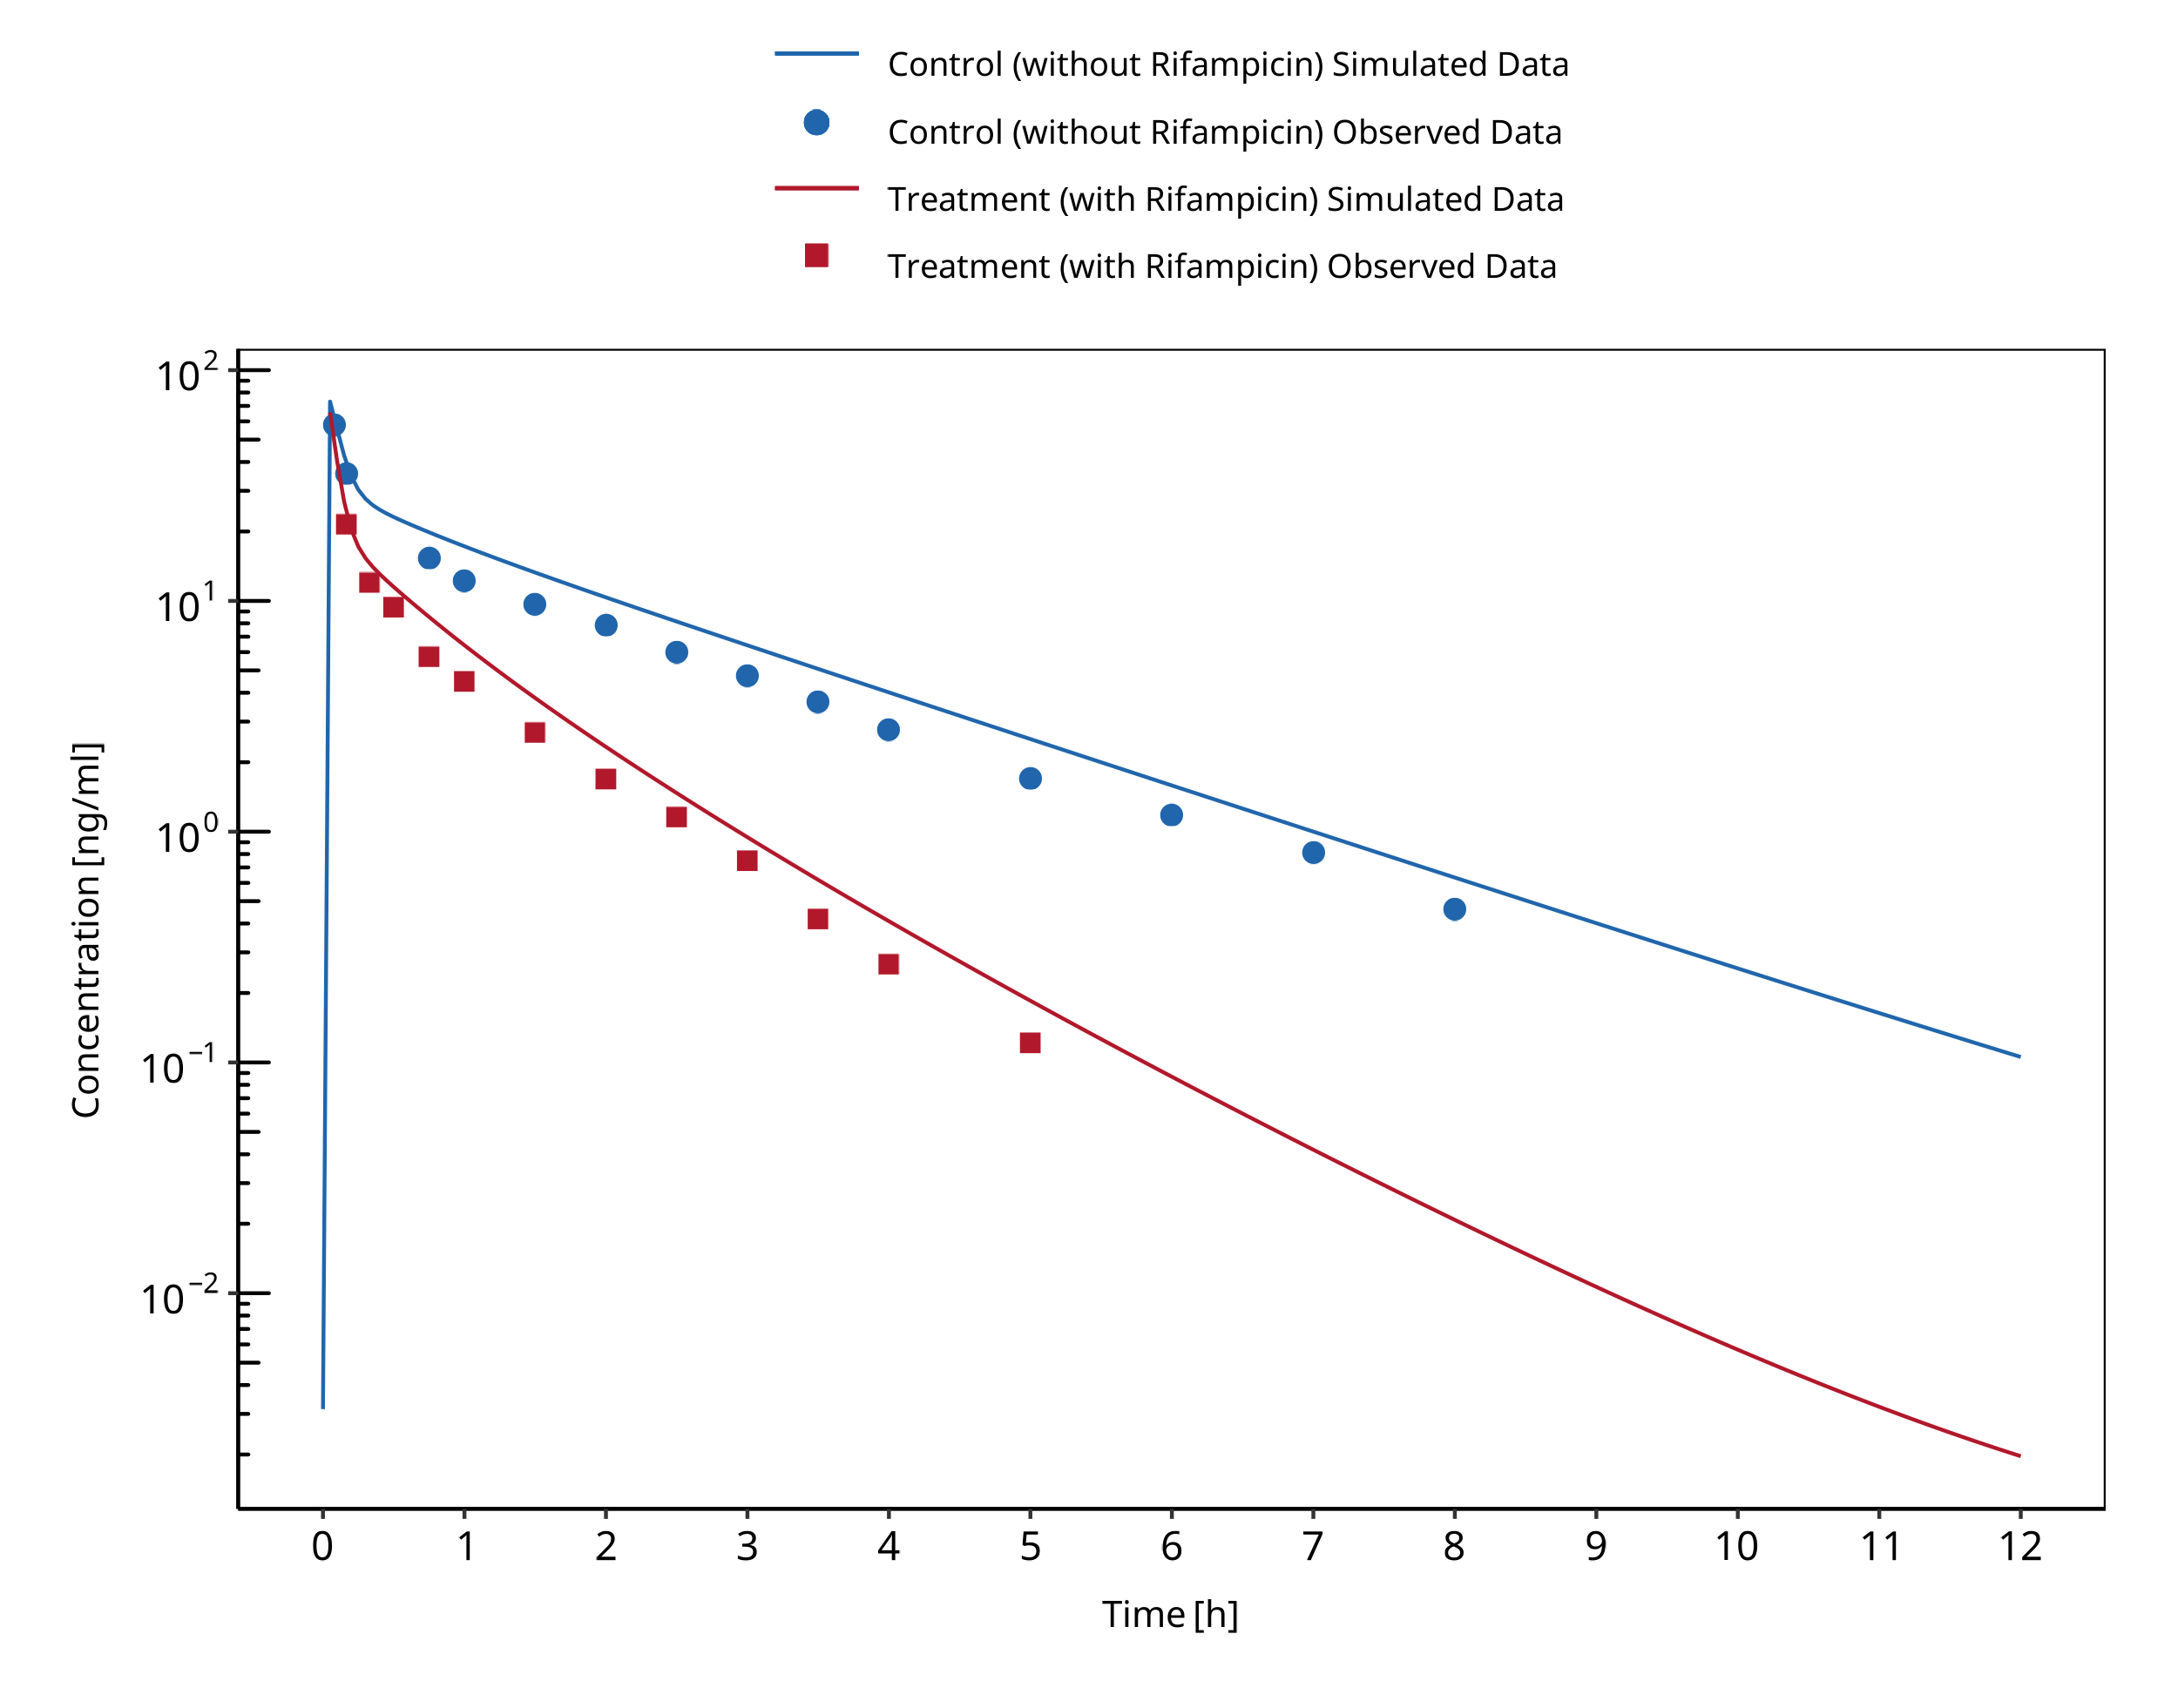 Control (without Rifampicin) Simulated Data
Control (without Rifampicin) Observed Data
Treatment (with Rifampicin) Simulated Data
Treatment (with Rifampicin) Observed Data
10²
10¹
10⁰
10⁻¹
10⁻²
Concentration [ng/ml]
0 1 2 3 4 5 6 7 8 9 10 11 12
Time [h]